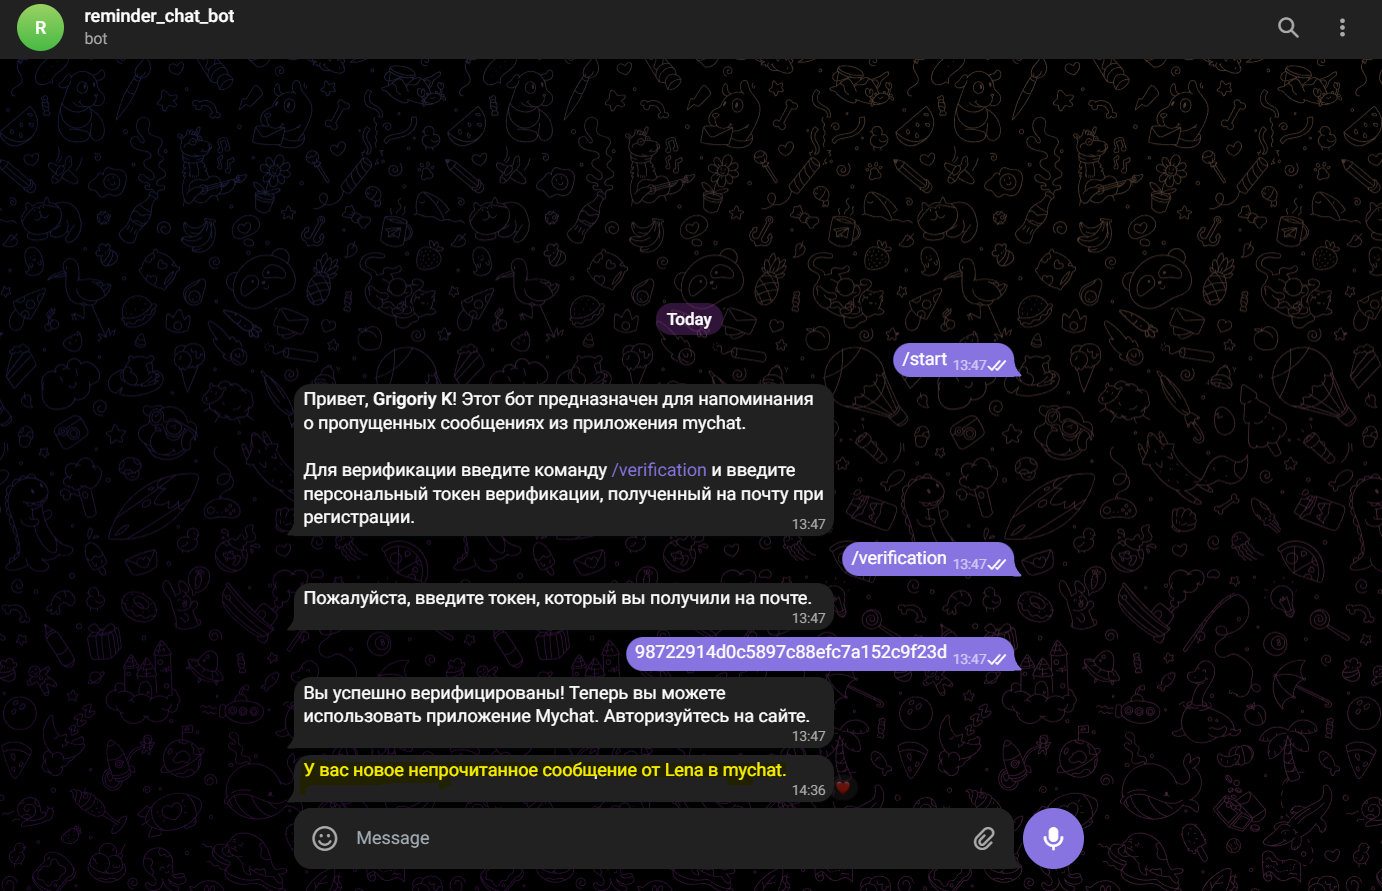 R
reminder_chat_bot
bot
Today
/start 13:47
Привет, Grigoriy K! Этот бот предназначен для напоминания
о пропущенных сообщениях из приложения mychat.
Для верификации введите команду /verification и введите
персональный токен верификации, полученный на почту при
регистрации.
13:47
/verification 13:47
Пожалуйста, введите токен, который вы получили на почте.
13:47
98722914d0c5897c88efc7a152c9f23d 13:47
Вы успешно верифицированы! Теперь вы можете
использовать приложение Mychat. Авторизуйтесь на сайте.
13:47
У вас новое непрочитанное сообщение от Lena в mychat.
14:36
Message